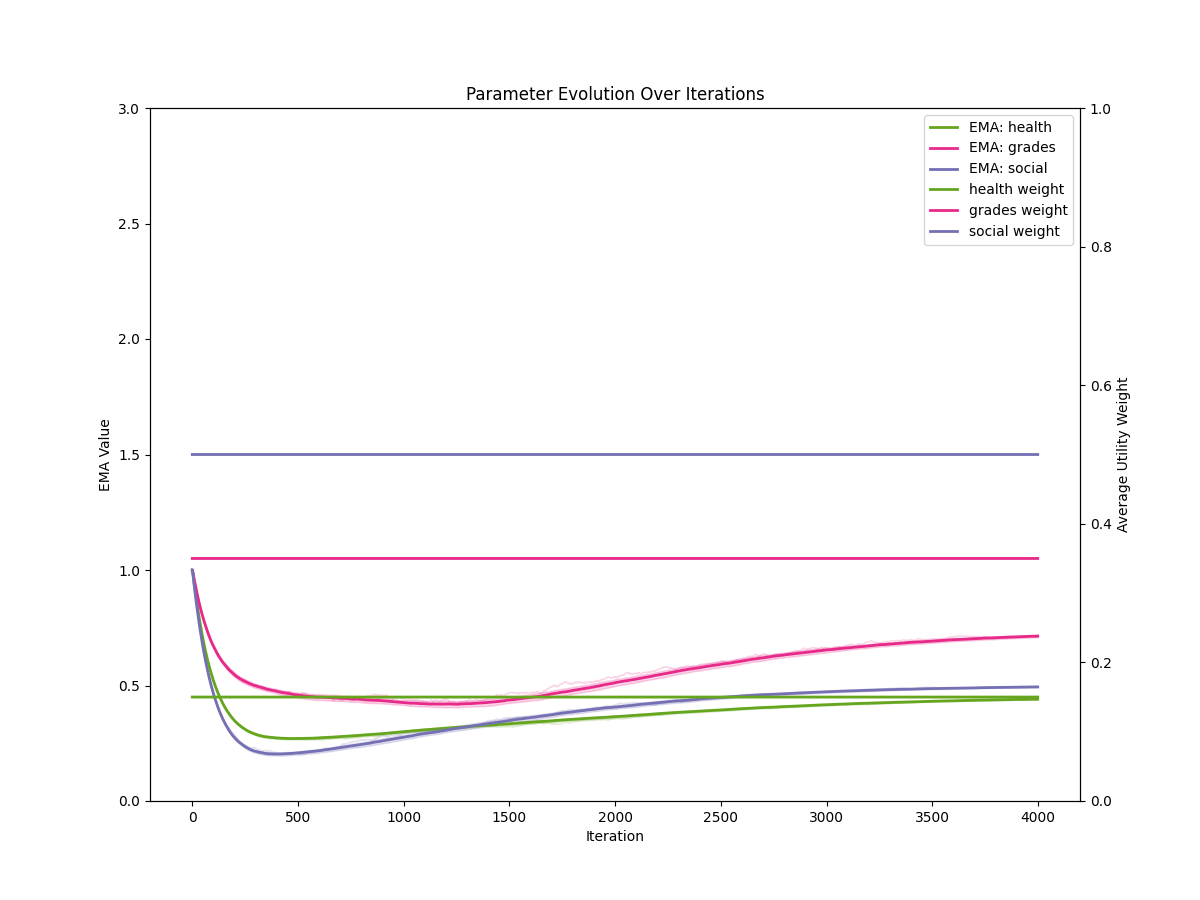 Parameter Evolution Over Iterations
3.0
2.5
2.0
1.5
1.0
0.5
0.0
EMA Value
1.0
0.8
0.6
0.4
0.2
0.0
Average Utility Weight
EMA: health
EMA: grades
EMA: social
health weight
grades weight
social weight
0 500 1000 1500 2000 2500 3000 3500 4000
Iteration